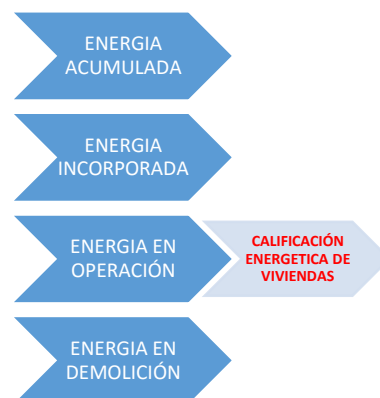 ENERGIA
ACUMULADA
ENERGIA
INCORPORADA
ENERGIA EN
OPERACIÓN
CALIFICACIÓN
ENERGETICA DE
VIVIENDAS
ENERGIA EN
DEMOLICIÓN